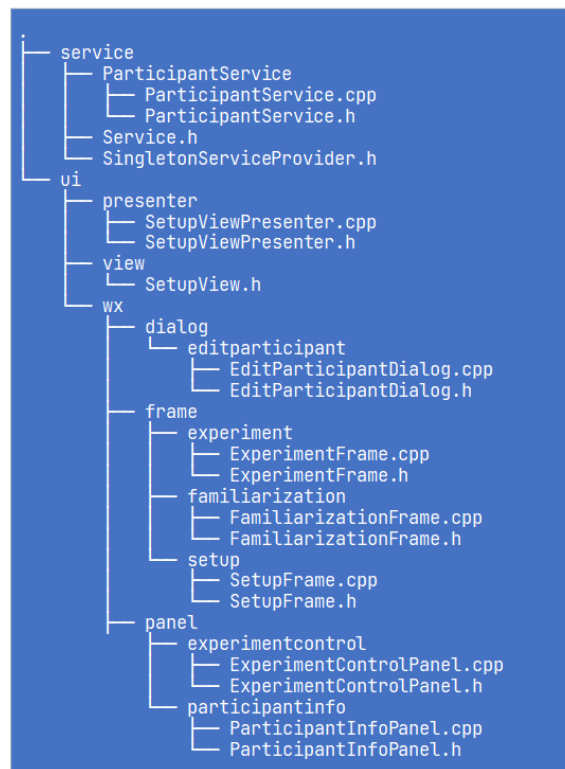 .
├── service
│   ├── ParticipantService
│   │   ├── ParticipantService.cpp
│   │   └── ParticipantService.h
│   ├── Service.h
│   └── SingletonServiceProvider.h
└── ui
    ├── presenter
    │   ├── SetupViewPresenter.cpp
    │   └── SetupViewPresenter.h
    ├── view
    │   └── SetupView.h
    └── wx
        ├── dialog
        │   └── editparticipant
        │       ├── EditParticipantDialog.cpp
        │       └── EditParticipantDialog.h
        ├── frame
        │   ├── experiment
        │   │   ├── ExperimentFrame.cpp
        │   │   └── ExperimentFrame.h
        │   ├── familiarization
        │   │   ├── FamiliarizationFrame.cpp
        │   │   └── FamiliarizationFrame.h
        │   └── setup
        │       ├── SetupFrame.cpp
        │       └── SetupFrame.h
        └── panel
            ├── experimentcontrol
            │   ├── ExperimentControlPanel.cpp
            │   └── ExperimentControlPanel.h
            └── participantinfo
                ├── ParticipantInfoPanel.cpp
                └── ParticipantInfoPanel.h